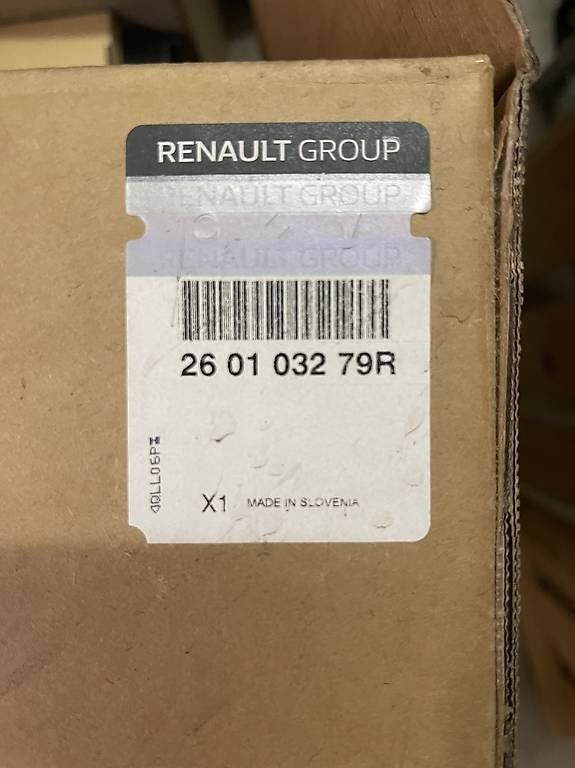 RENAULT GROUP
RENAULT GROUP
RENAULT GROUP
26 01 032 79R
X1 MADE IN SLOVENIA